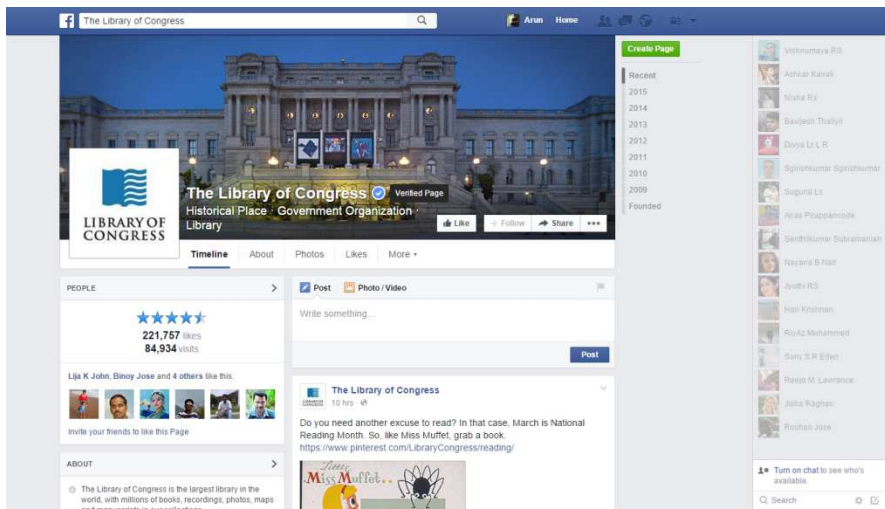 The Library of Congress
Arun Home
Create Page
Recent
2015
2014
2013
2012
2011
2010
2009
Founded
LIBRARY OF
CONGRESS
The Library of Congress Verified Page
Historical Place · Government Organization ·
Library
Like + Follow Share •••
Timeline About Photos Likes More
PEOPLE
221,757 likes
84,934 visits
Lija K John, Binoy Jose and 4 others like this.
Invite your friends to like this Page
ABOUT
The Library of Congress is the largest library in the
world, with millions of books, recordings, photos, maps
Post Photo / Video
Write something...
Post
The Library of Congress
10 hrs ·
Do you need another excuse to read? In that case, March is National
Reading Month. So, like Miss Muffet, grab a book.
https://www.pinterest.com/LibraryCongress/reading/
Little
Miss Muffet..
Vishnumaya RS
Ashkar Kanali
Nivha Rs
Bavijesh Thaliyil
Divya Lr L R
Sgirishkumar Sgirishkumar
Suguna Ls
Anas Pirappancode
Senthilkumar Subramanian
Nayana B Nair
Jyothi RS
Hari Krishnan
RiyAz Mohammed
Sony S R Eden
Reejo M. Lawrance
Jisha Raghav
Roshan Jose
Turn on chat to see who's
available.
Search